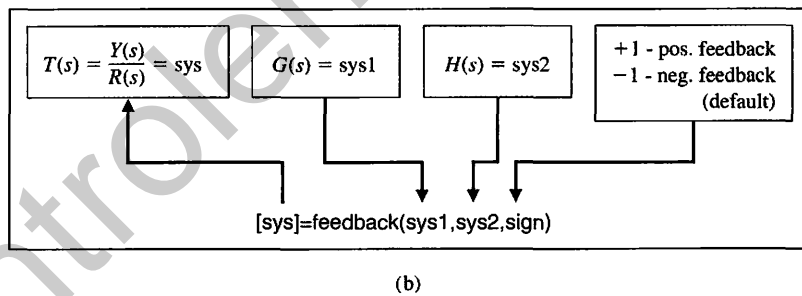 T(s) = Y(s)/R(s) = sys
G(s) = sys1
H(s) = sys2
+1 - pos. feedback
−1 - neg. feedback
(default)
[sys]=feedback(sys1,sys2,sign)
(b)